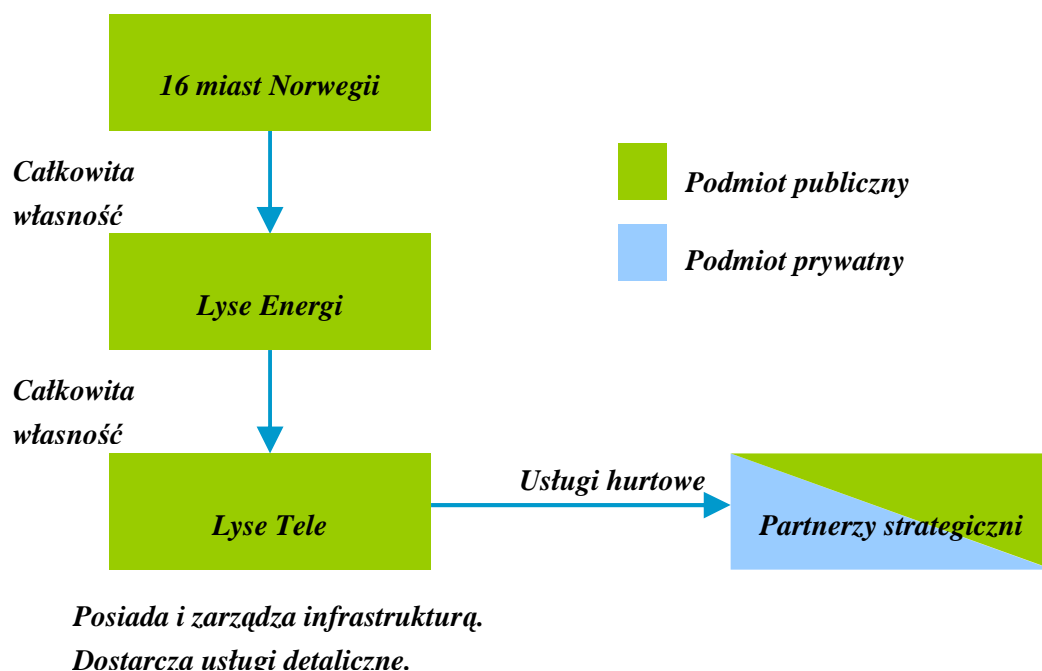 16 miast Norwegii
Całkowita
własność
Podmiot publiczny
Podmiot prywatny
Lyse Energi
Całkowita
własność
Usługi hurtowe
Lyse Tele
Partnerzy strategiczni
Posiada i zarządza infrastrukturą.
Dostarcza usługi detaliczne.